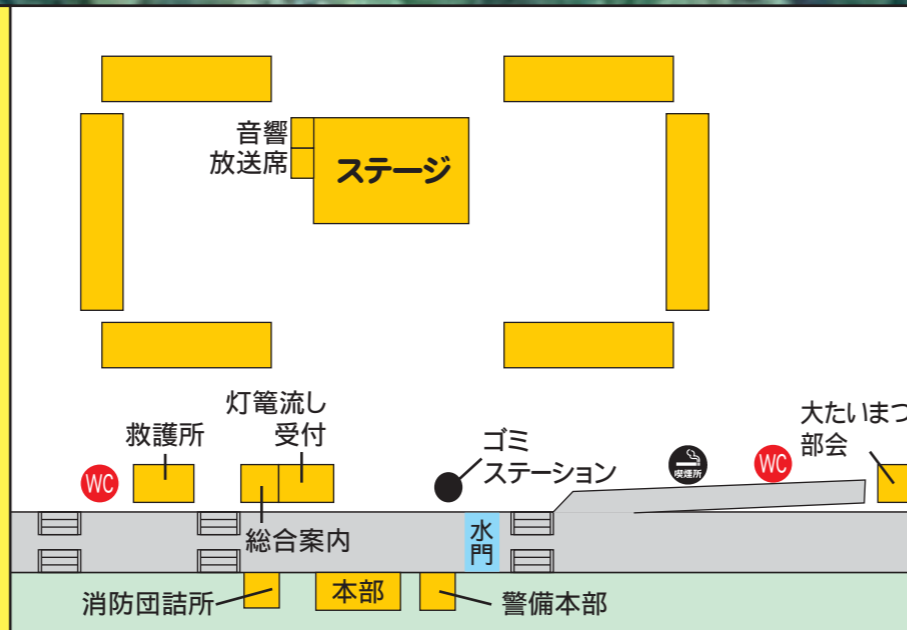 音響
放送席
ステージ
灯篭流し
受付
救護所
ゴミ
ステーション
大たいまつ
部会
WC
喫煙所
WC
総合案内
水門
消防団詰所
本部
警備本部